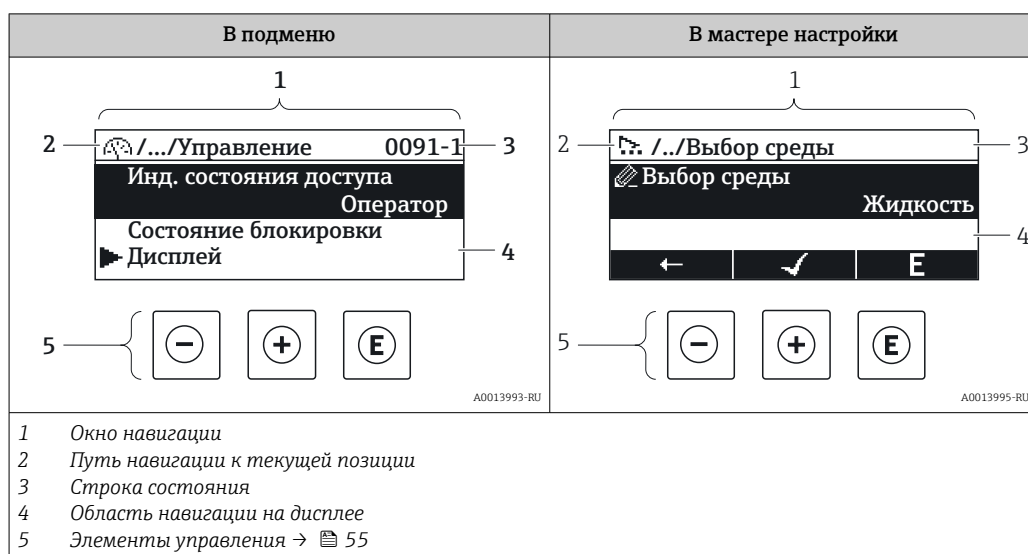 В подменю
В мастере настройки
1
2
/.../Управление 0091-1
3
Инд. состояния доступа
Оператор
Состояние блокировки
Дисплей
4
5
- + E
A0013993-RU
1
2
/../Выбор среды
3
Выбор среды
Жидкость
4
← ✓ E
5
- + E
A0013995-RU
1 Окно навигации
2 Путь навигации к текущей позиции
3 Строка состояния
4 Область навигации на дисплее
5 Элементы управления → 55